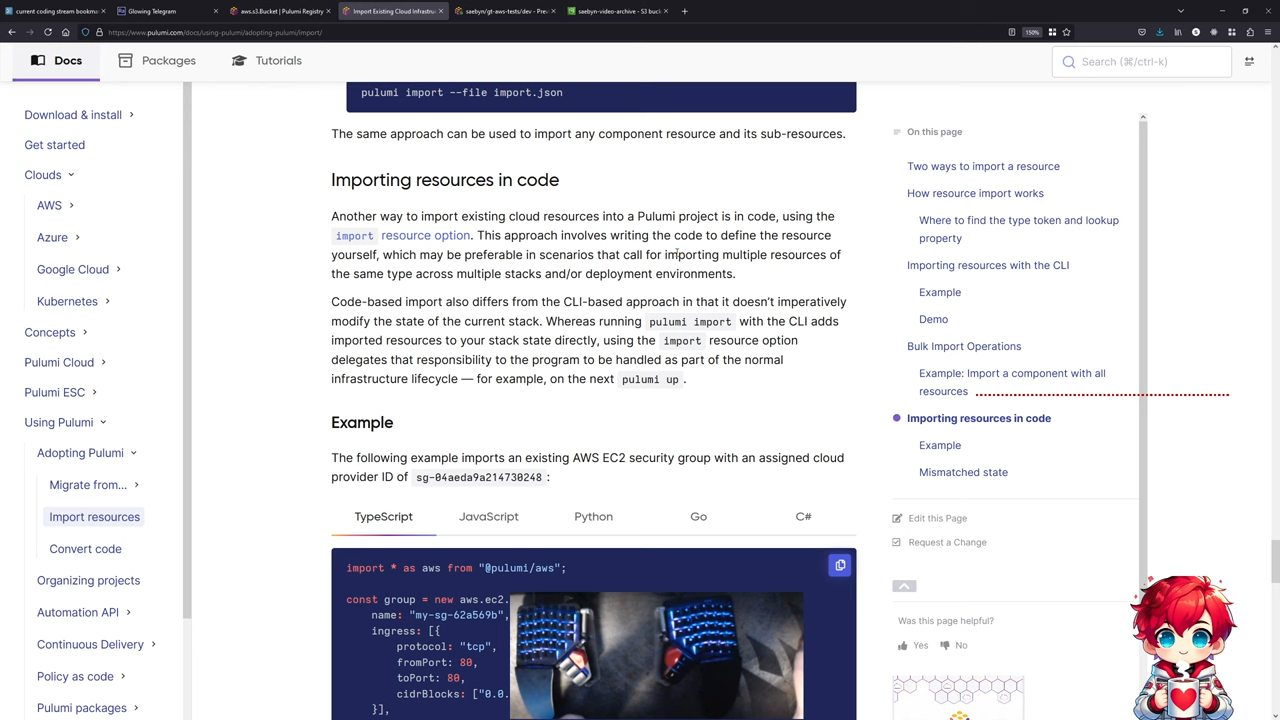 current coding stream bookma
Glowing Telegram
aws.s3.Bucket | Pulumi Registry
Import Existing Cloud Infrastruc
saebyn/gt-aws-tests/dev - Prev
saebyn-video-archive - S3 buck
https://www.pulumi.com/docs/using-pulumi/adopting-pulumi/import/
150%
Docs
Packages
Tutorials
Search (⌘/ctrl-k)
Download & install
Get started
Clouds
AWS
Azure
Google Cloud
Kubernetes
Concepts
Pulumi Cloud
Pulumi ESC
Using Pulumi
Adopting Pulumi
Migrate from...
Import resources
Convert code
Organizing projects
Automation API
Continuous Delivery
Policy as code
Pulumi packages
pulumi import --file import.json
The same approach can be used to import any component resource and its sub-resources.
Importing resources in code
Another way to import existing cloud resources into a Pulumi project is in code, using the
import resource option. This approach involves writing the code to define the resource
yourself, which may be preferable in scenarios that call for importing multiple resources of
the same type across multiple stacks and/or deployment environments.
Code-based import also differs from the CLI-based approach in that it doesn't imperatively
modify the state of the current stack. Whereas running pulumi import with the CLI adds
imported resources to your stack state directly, using the import resource option
delegates that responsibility to the program to be handled as part of the normal
infrastructure lifecycle — for example, on the next pulumi up.
Example
The following example imports an existing AWS EC2 security group with an assigned cloud
provider ID of sg-04aeda9a214730248 :
TypeScript
JavaScript
Python
Go
C#
import * as aws from "@pulumi/aws";
const group = new aws.ec2.
name: "my-sg-62a569b",
ingress: [{
protocol: "tcp",
fromPort: 80,
toPort: 80,
cidrBlocks: ["0.0.
}],
On this page
Two ways to import a resource
How resource import works
Where to find the type token and lookup
property
Importing resources with the CLI
Example
Demo
Bulk Import Operations
Example: Import a component with all
resources
Importing resources in code
Example
Mismatched state
Edit this Page
Request a Change
Was this page helpful?
Yes
No